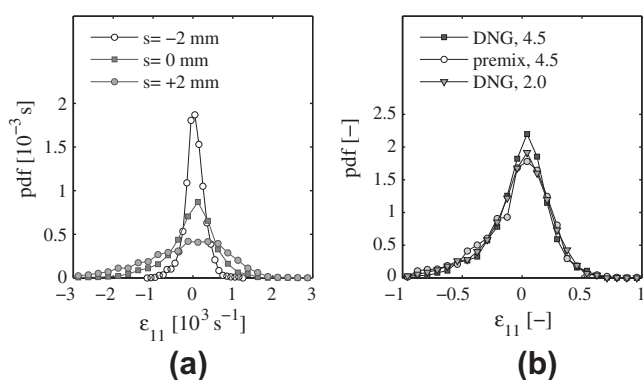 s= −2 mm
s= 0 mm
s= +2 mm
2
1.5
1
0.5
0
pdf [10⁻³ s]
−3 −2 −1 0 1 2 3
ε₁₁ [10³ s⁻¹]
(a)
DNG, 4.5
premix, 4.5
DNG, 2.0
2.5
2
1.5
1
0.5
0
pdf [-]
−1 −0.5 0 0.5 1
ε₁₁ [-]
(b)